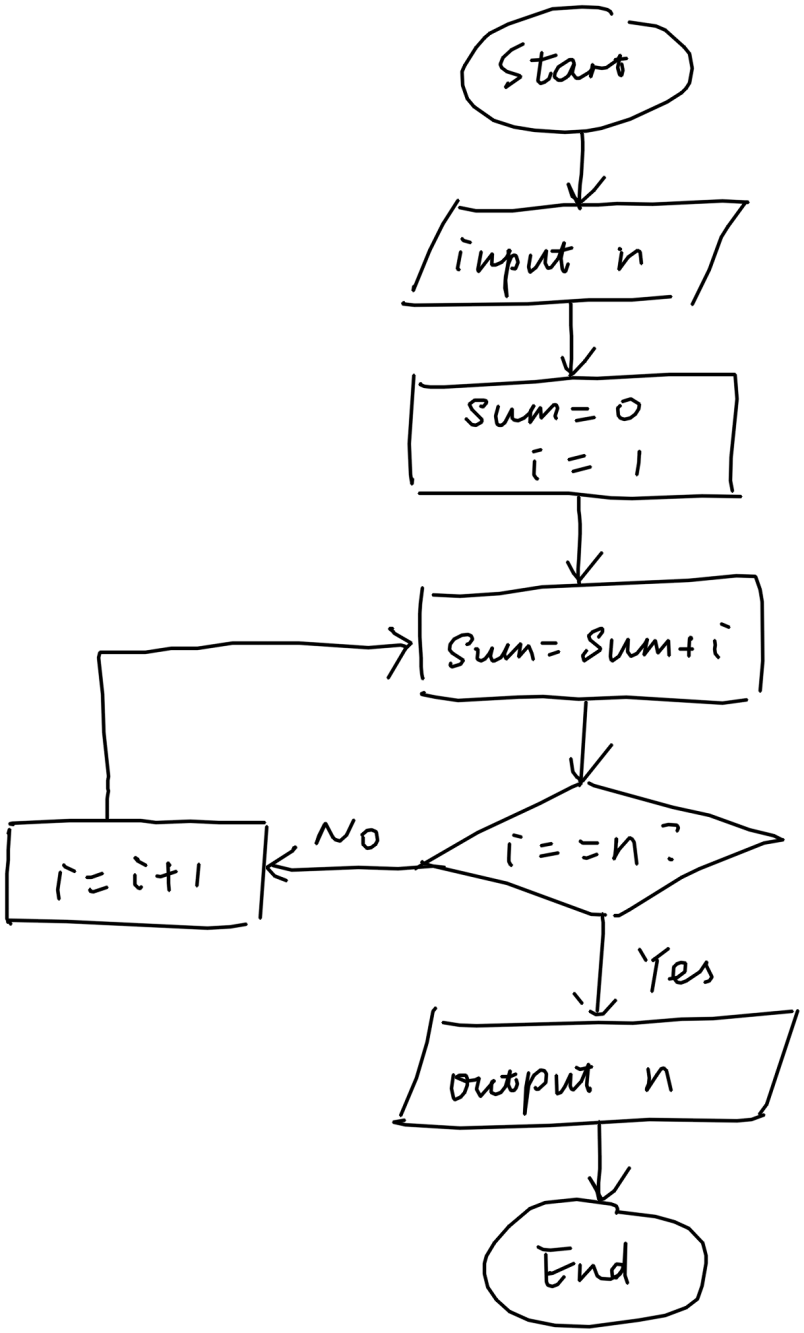 Start
input n
sum = 0
i = 1
sum = sum + i
i = = n ?
No
i = i + 1
Yes
output n
End